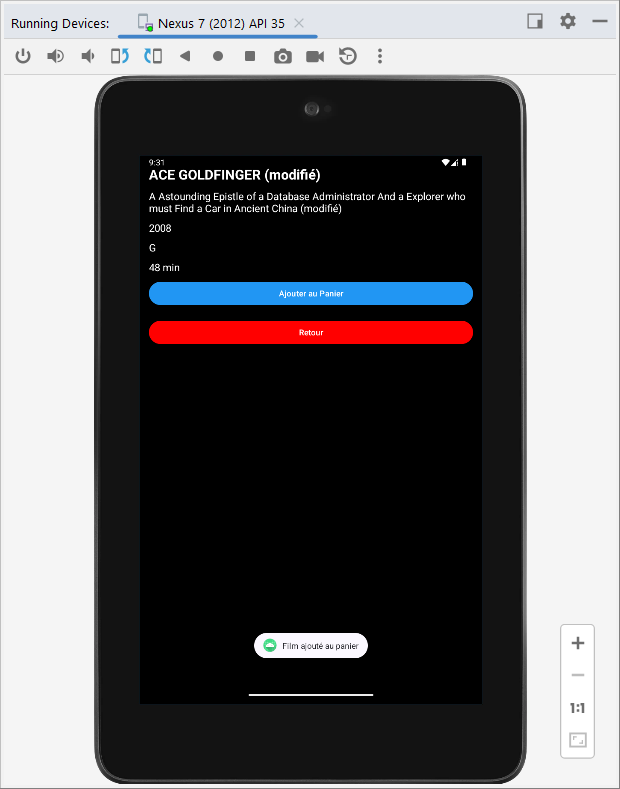 Running Devices:
Nexus 7 (2012) API 35
9:31
ACE GOLDFINGER (modifié)
A Astounding Epistle of a Database Administrator And a Explorer who
must Find a Car in Ancient China (modifié)
2008
G
48 min
Ajouter au Panier
Retour
Film ajouté au panier
1:1